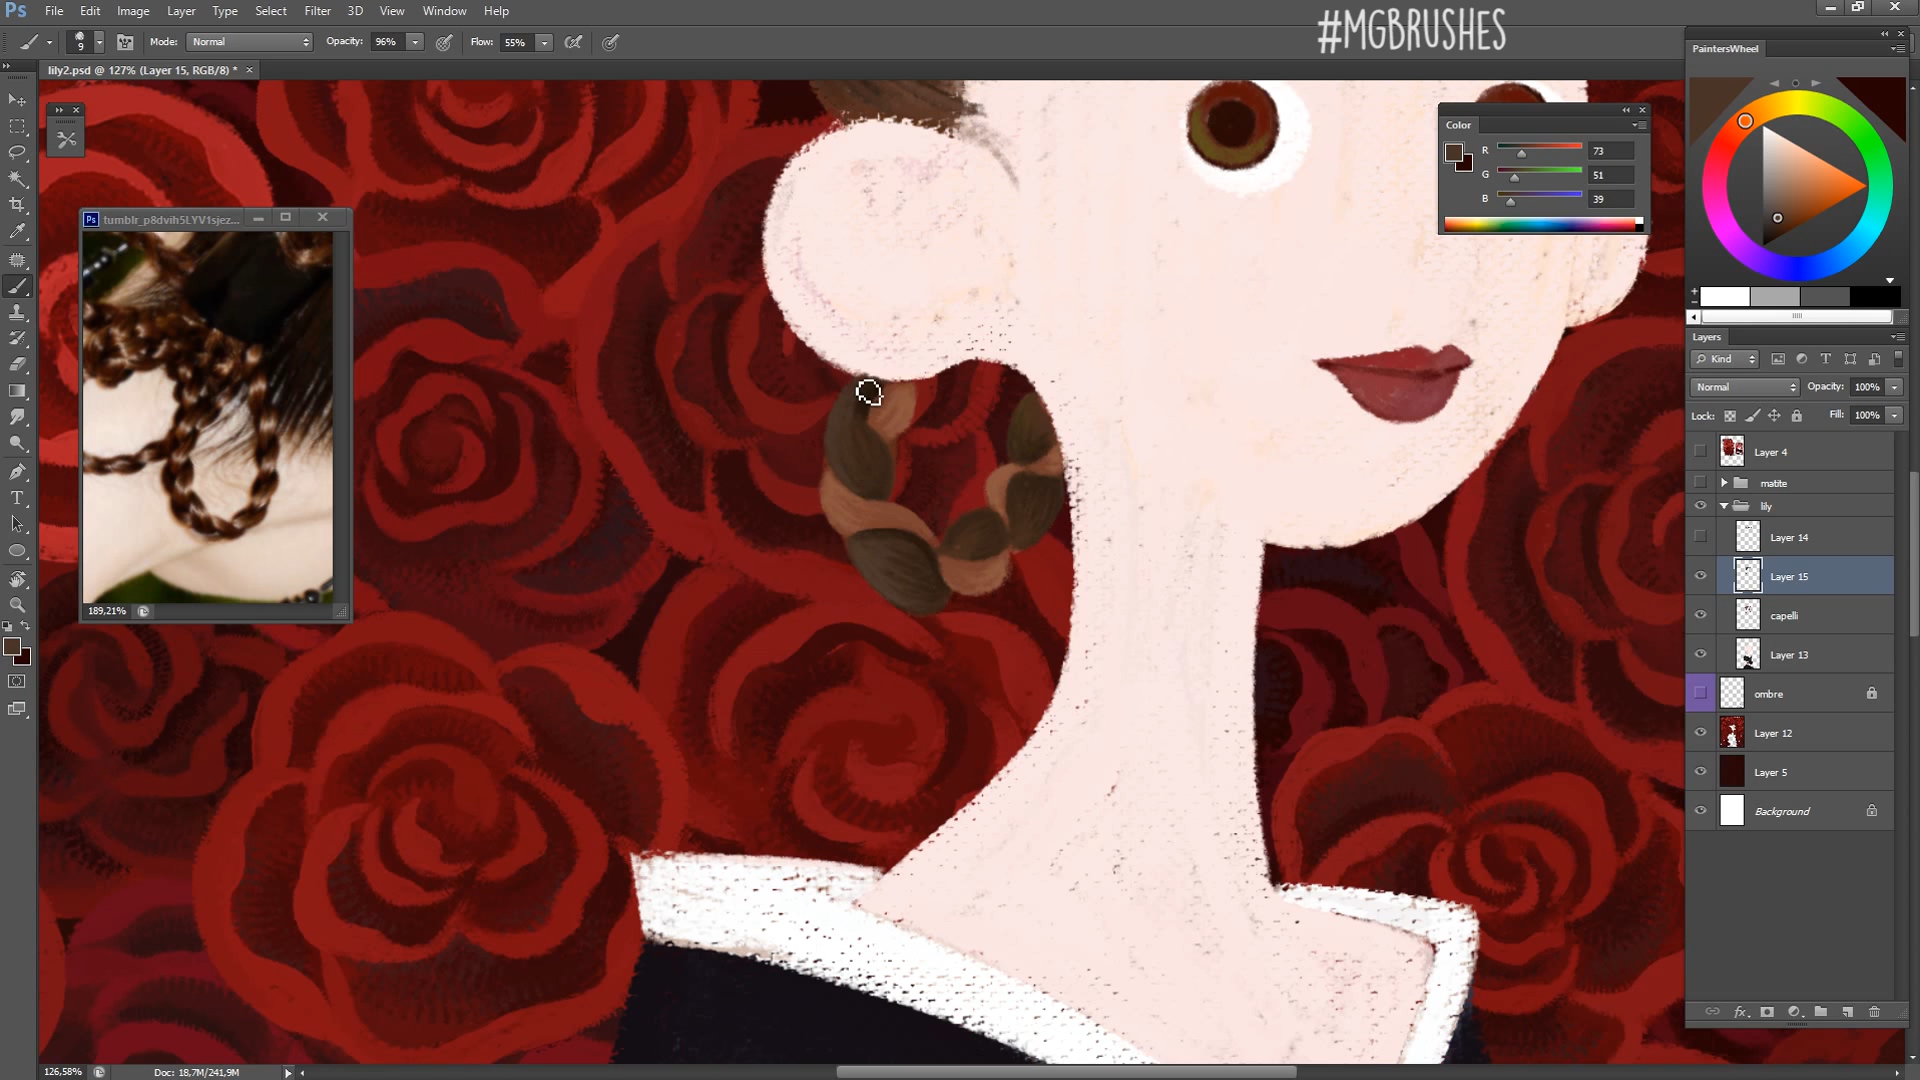 Ps File Edit Image Layer Type Select Filter 3D View Window Help
#MGBRUSHES
9 Mode: Normal Opacity: 96% Flow: 55%
lily2.psd @ 127% (Layer 15, RGB/8) * ×
PaintersWheel
Ps tumblr_p8dvih5LYV1sjez...
189,21%
Color
R 73
G 51
B 39
Layers
Kind
Normal Opacity: 100%
Lock: Fill: 100%
Layer 4
matite
lily
Layer 14
Layer 15
capelli
Layer 13
ombre
Layer 12
Layer 5
Background
fx
126,58% Doc: 18,7M/241,9M